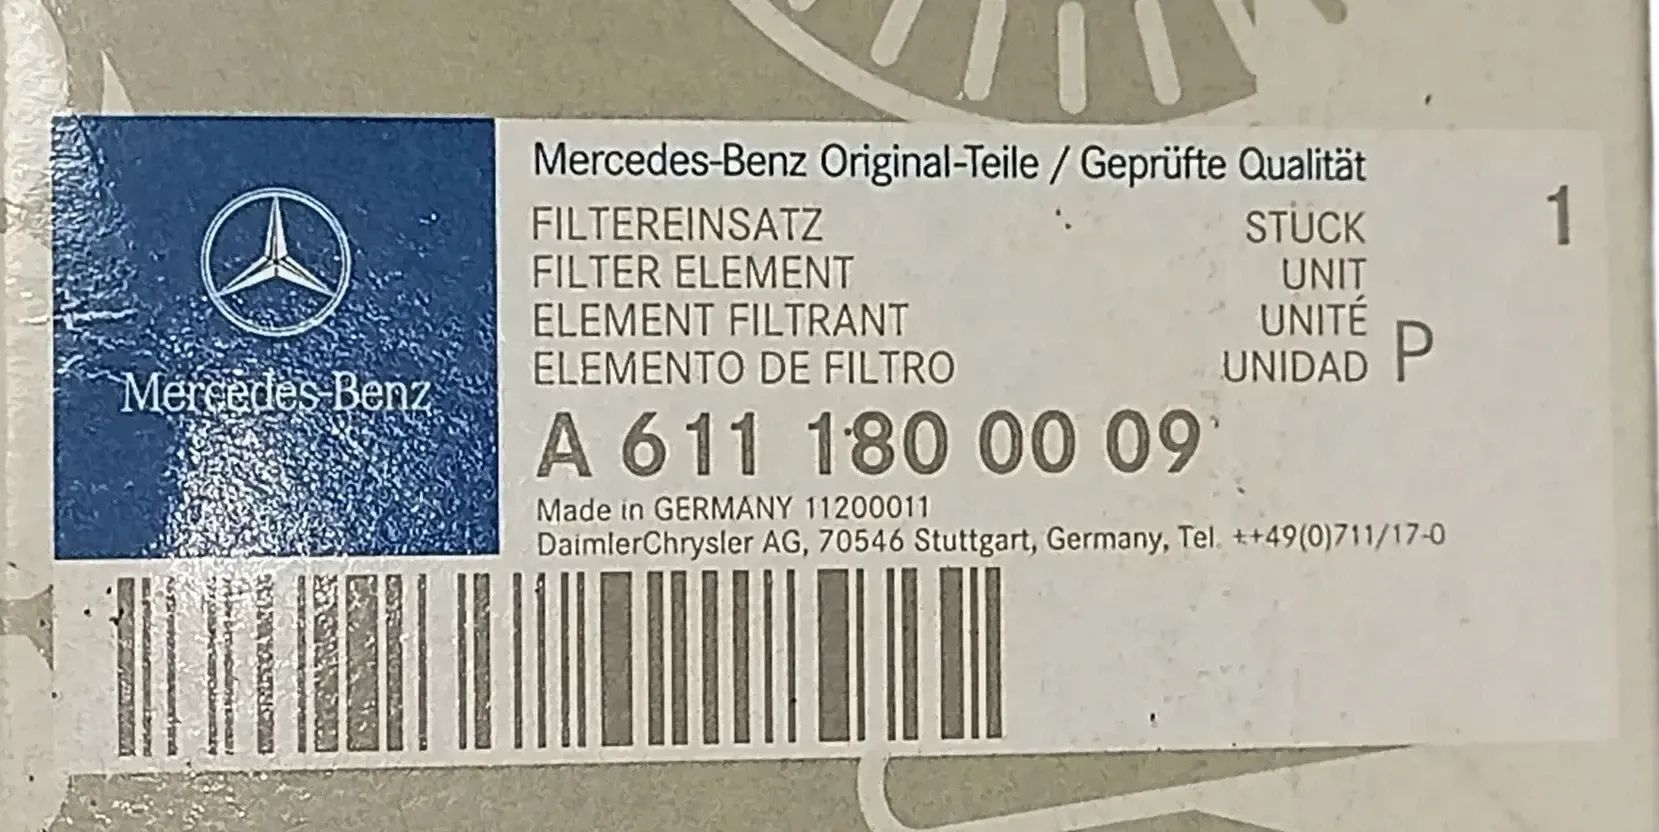 Mercedes-Benz
Mercedes-Benz Original-Teile / Geprüfte Qualität
FILTEREINSATZ STÜCK 1
FILTER ELEMENT UNIT
ELEMENT FILTRANT UNITÉ
ELEMENTO DE FILTRO UNIDAD P
A 611 180 00 09
Made in GERMANY 11200011
DaimlerChrysler AG, 70546 Stuttgart, Germany, Tel. ++49(0)711/17-0